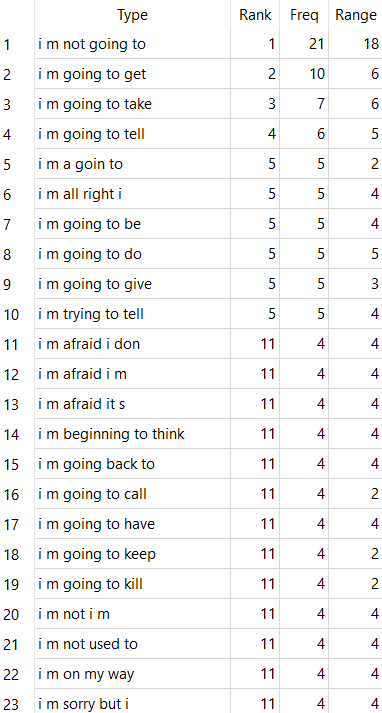 Type Rank Freq Range
1 i m not going to 1 21 18
2 i m going to get 2 10 6
3 i m going to take 3 7 6
4 i m going to tell 4 6 5
5 i m a goin to 5 5 2
6 i m all right i 5 5 4
7 i m going to be 5 5 4
8 i m going to do 5 5 5
9 i m going to give 5 5 3
10 i m trying to tell 5 5 4
11 i m afraid i don 11 4 4
12 i m afraid i m 11 4 4
13 i m afraid it s 11 4 4
14 i m beginning to think 11 4 4
15 i m going back to 11 4 4
16 i m going to call 11 4 2
17 i m going to have 11 4 4
18 i m going to keep 11 4 2
19 i m going to kill 11 4 2
20 i m not i m 11 4 4
21 i m not used to 11 4 4
22 i m on my way 11 4 4
23 i m sorry but i 11 4 4